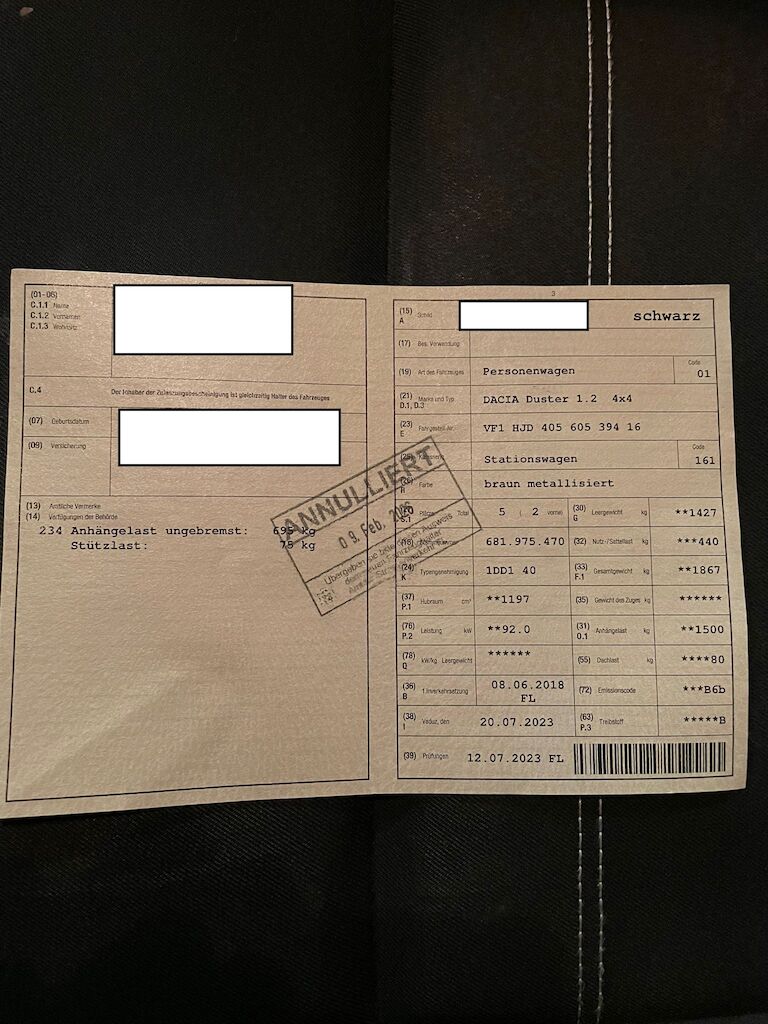 (01-06)
C.1.1 Name
C.1.2 Vornamen
C.1.3 Wohnsitz
C.4 Der Inhaber der Zulassungsbescheinigung ist gleichzeitig Halter des Fahrzeuges
(07) Geburtsdatum
(09) Versicherung
(13) Amtliche Vermerke
(14) Verfügungen der Behörde
234 Anhängelast ungebremst: 695 kg
Stützlast: 75 kg
ANNULLIERT
09. Feb.
3
(15) A Schild schwarz
(17) Bes. Verwendung
(19) Art des Fahrzeuges Personenwagen Code 01
(21) D.1, D.3 Marke und Typ DACIA Duster 1.2 4x4
(23) E Fahrgestell-Nr. VF1 HJD 405 605 394 16
(25) Karosserie Stationswagen Code 161
(26) R Farbe braun metallisiert
S.1 Plätze Total 5 ( 2 vorne) (30) G Leergewicht kg **1427
(18) 681.975.470 (32) Nutz-/Sattellast kg ***440
(24) K Typengenehmigung 1DD1 40 (33) F.1 Gesamtgewicht kg **1867
(37) P.1 Hubraum cm³ **1197 (35) Gewicht des Zuges kg ******
(76) P.2 Leistung kW **92.0 (31) O.1 Anhängelast kg **1500
(78) Q kW/kg Leergewicht ****** (55) Dachlast kg ****80
(36) B 1.Inverkehrsetzung 08.06.2018 FL (72) Emissionscode ***B6b
(38) I Vaduz, den 20.07.2023 (63) P.3 Treibstoff *****B
(39) Prüfungen 12.07.2023 FL